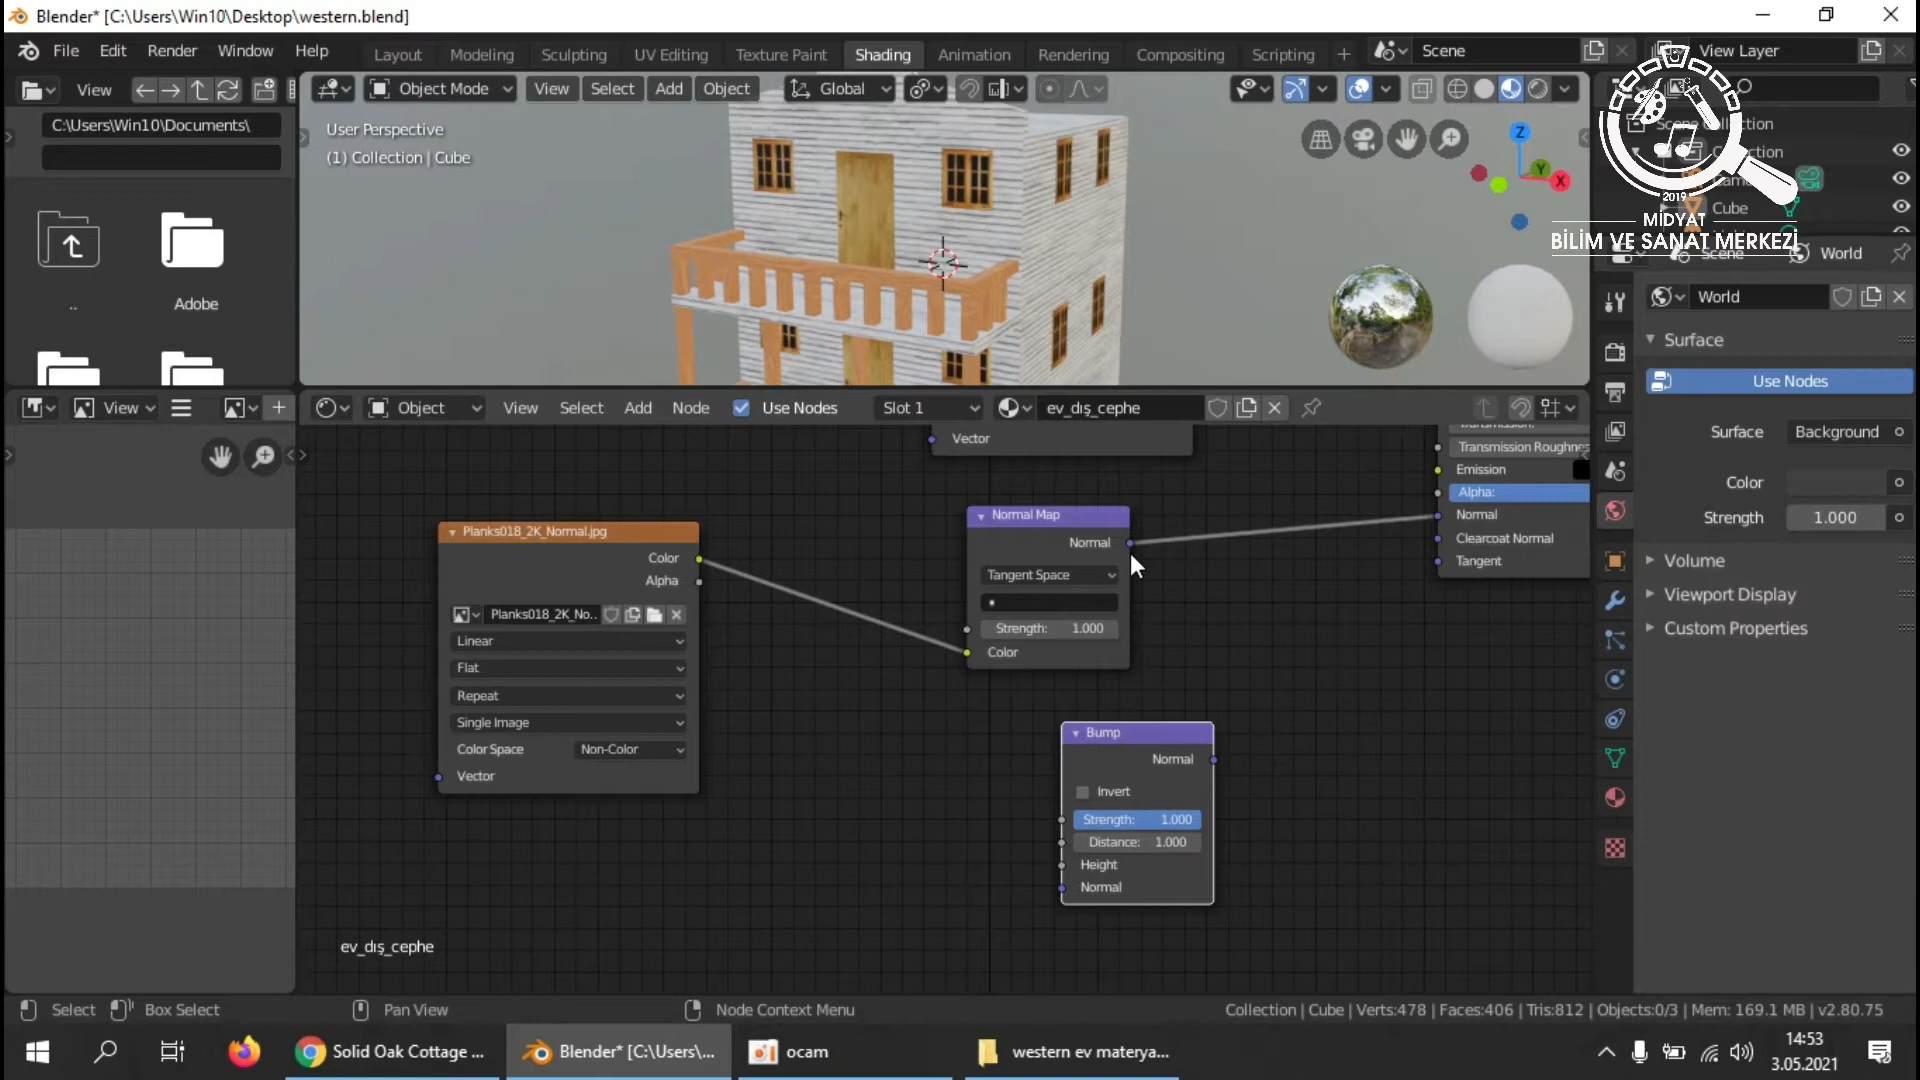 Blender* [C:\Users\Win10\Desktop\western.blend]
File Edit Render Window Help
Layout Modeling Sculpting UV Editing Texture Paint Shading Animation Rendering Compositing Scripting
Scene
View Layer
View
Object Mode View Select Add Object Global
C:\Users\Win10\Documents\
User Perspective
(1) Collection | Cube
Z
Y
X
Scene Collection
Collection
Cube
2019
MİDYAT
BİLİM VE SANAT MERKEZİ
..
Adobe
Scene World
World
Surface
Use Nodes
Surface Background
Color
Strength 1.000
Volume
Viewport Display
Custom Properties
View
Object View Select Add Node Use Nodes Slot 1 ev_dış_cephe
Vector
Transmission Roughness
Emission
Alpha:
Normal
Clearcoat Normal
Tangent
Planks018_2K_Normal.jpg
Color
Alpha
Planks018_2K_No..
Linear
Flat
Repeat
Single Image
Color Space Non-Color
Vector
Normal Map
Normal
Tangent Space
Strength: 1.000
Color
Bump
Normal
Invert
Strength: 1.000
Distance: 1.000
Height
Normal
ev_dış_cephe
Select Box Select Pan View Node Context Menu
Collection | Cube | Verts:478 | Faces:406 | Tris:812 | Objects:0/3 | Mem: 169.1 MB | v2.80.75
Solid Oak Cottage ...
Blender* [C:\Users\...
ocam
western ev materya...
14:53
3.05.2021